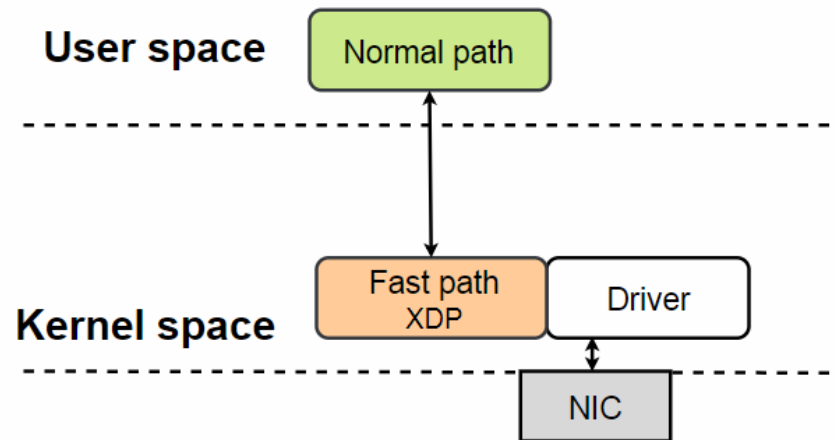 User space
Normal path
Fast path
XDP
Driver
Kernel space
NIC